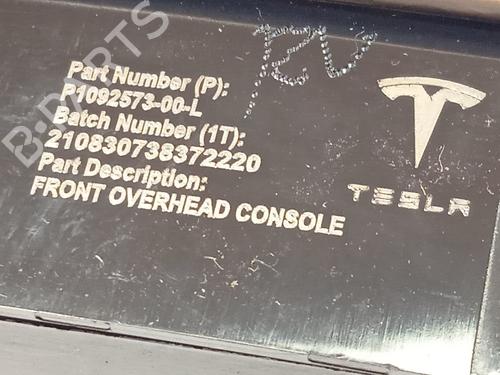 Part Number (P):
P1092573-00-L
Batch Number (1T):
210830738372220
Part Description:
FRONT OVERHEAD CONSOLE
TESLA
B-PARTS